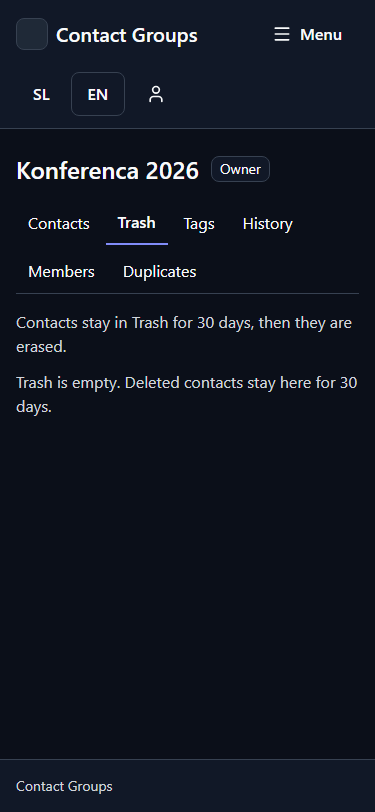 Contact Groups
Menu
SL
EN
Konferenca 2026
Owner
Contacts
Trash
Tags
History
Members
Duplicates
Contacts stay in Trash for 30 days, then they are
erased.
Trash is empty. Deleted contacts stay here for 30
days.
Contact Groups